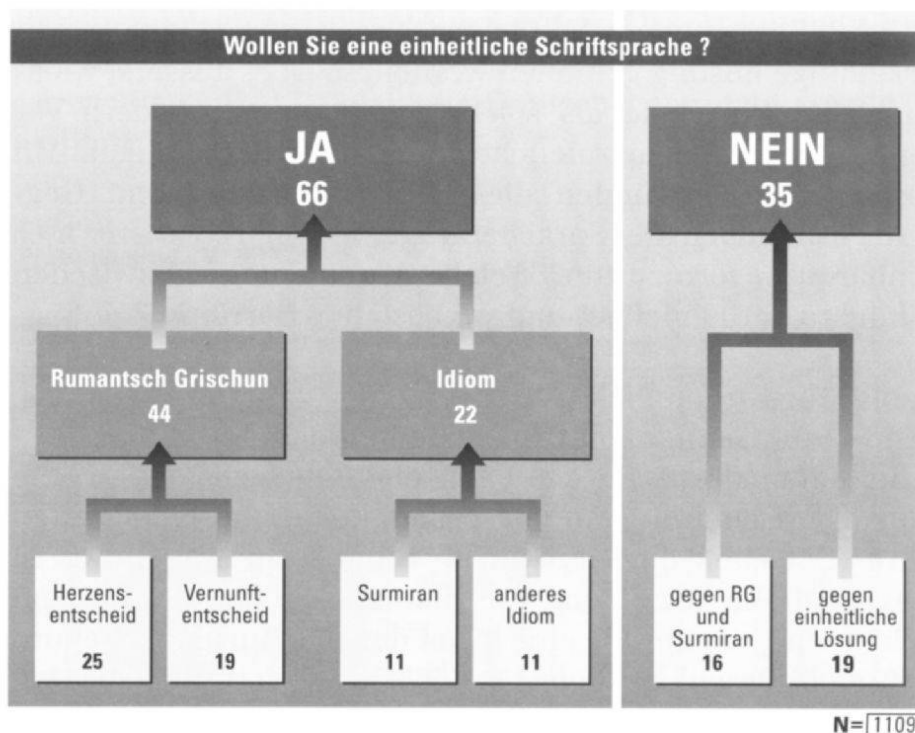 Wollen Sie eine einheitliche Schriftsprache ?
JA
66
NEIN
35
Rumantsch Grischun
44
Idiom
22
Herzens-
entscheid
25
Vernunft-
entscheid
19
Surmiran
11
anderes
Idiom
11
gegen RG
und
Surmiran
16
gegen
einheitliche
Lösung
19
N= 1109